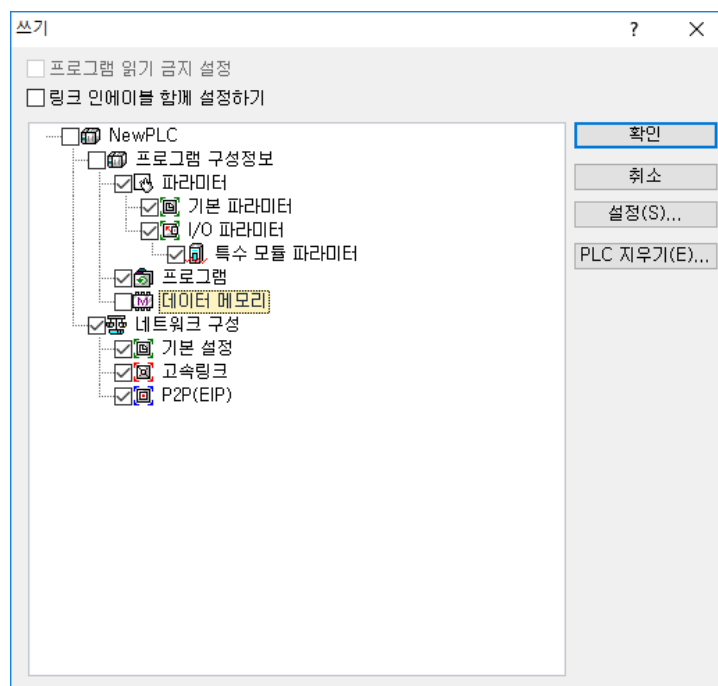 쓰기
프로그램 읽기 금지 설정
링크 인에이블 함께 설정하기
NewPLC
프로그램 구성정보
파라미터
기본 파라미터
I/O 파라미터
특수 모듈 파라미터
프로그램
데이터 메모리
네트워크 구성
기본 설정
고속링크
P2P(EIP)
확인
취소
설정(S)...
PLC 지우기(E)...